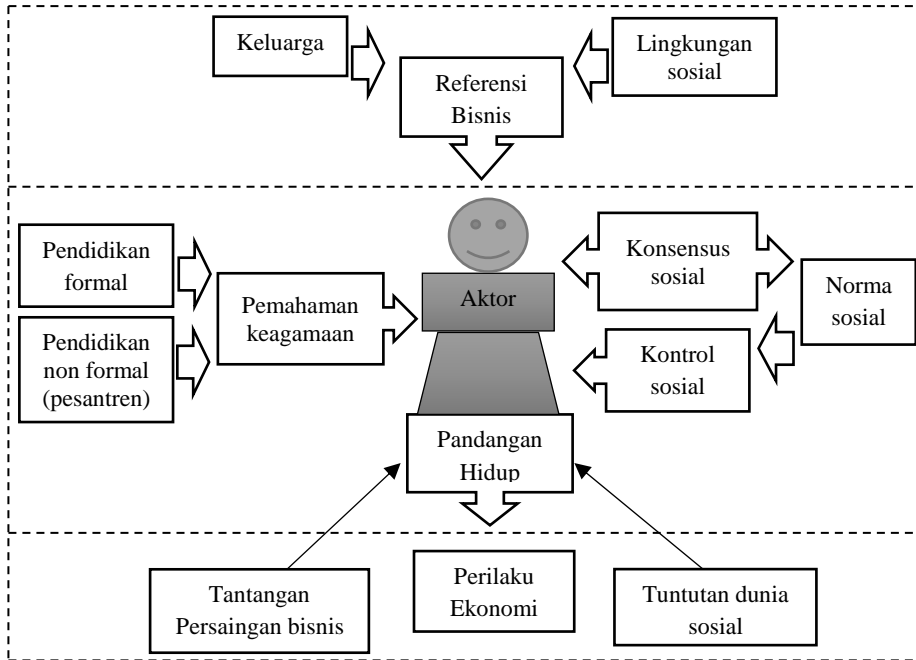 Keluarga
Lingkungan
sosial
Referensi
Bisnis
Pendidikan
formal
Pendidikan
non formal
(pesantren)
Pemahaman
keagamaan
Aktor
Konsensus
sosial
Norma
sosial
Kontrol
sosial
Pandangan
Hidup
Tantangan
Persaingan bisnis
Perilaku
Ekonomi
Tuntutan dunia
sosial